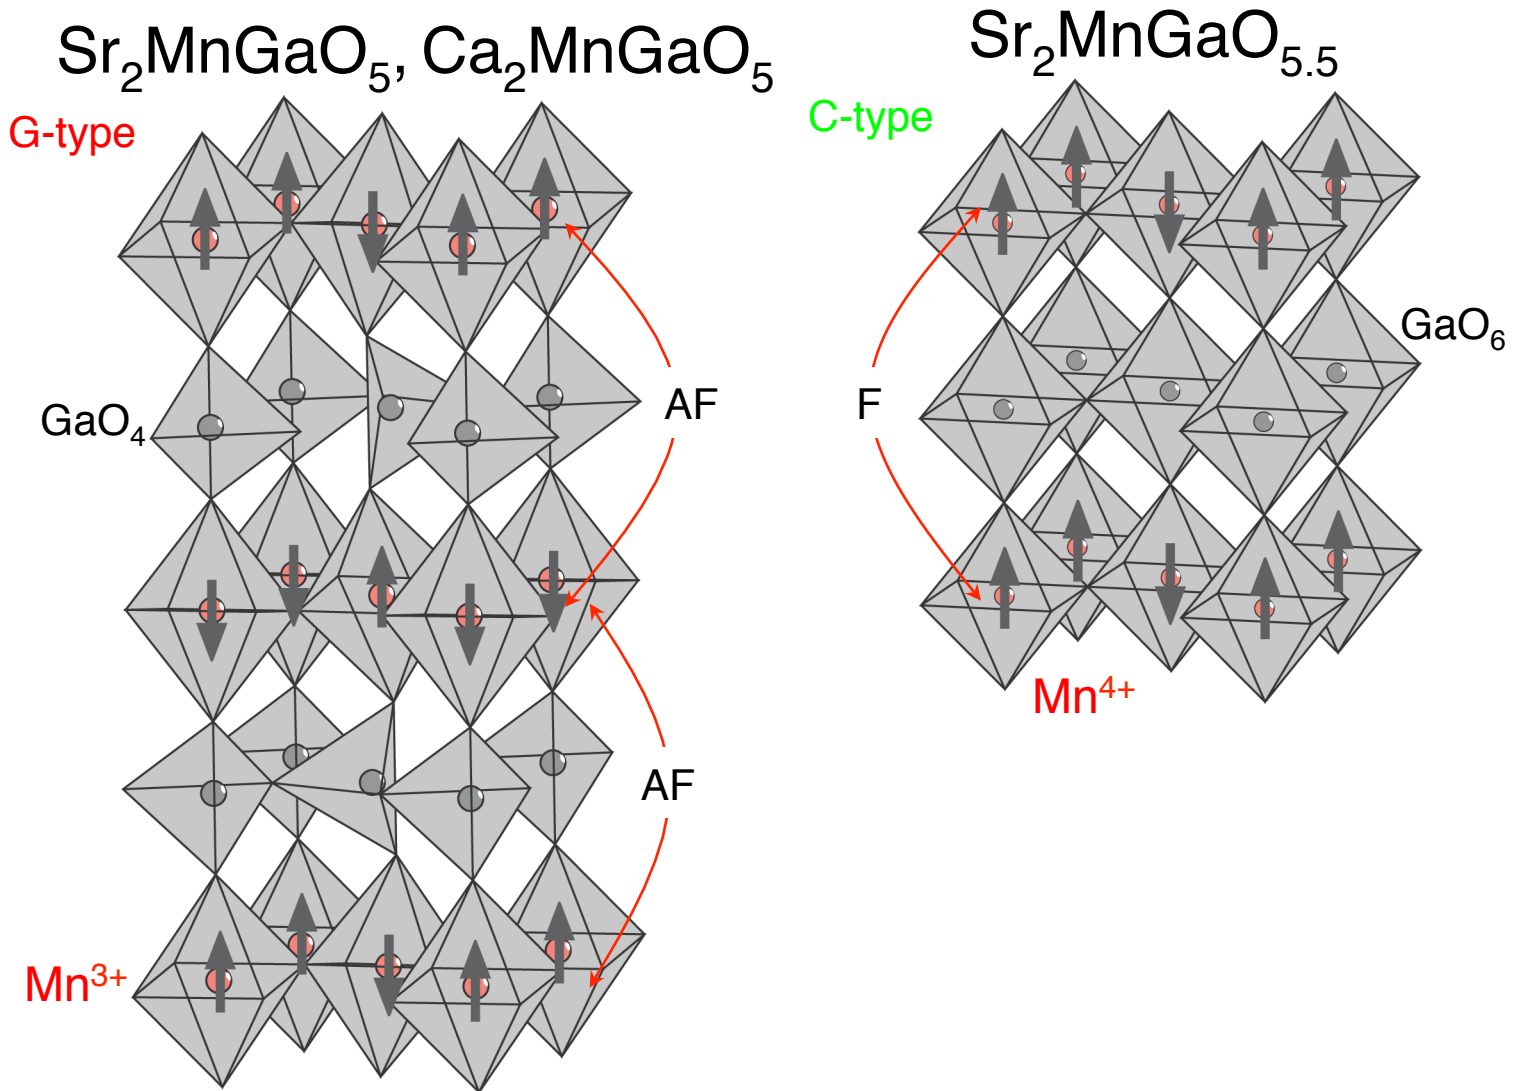 Sr₂MnGaO₅, Ca₂MnGaO₅
G-type
GaO₄
AF
AF
Mn³⁺
Sr₂MnGaO₅.₅
C-type
GaO₆
F
Mn⁴⁺